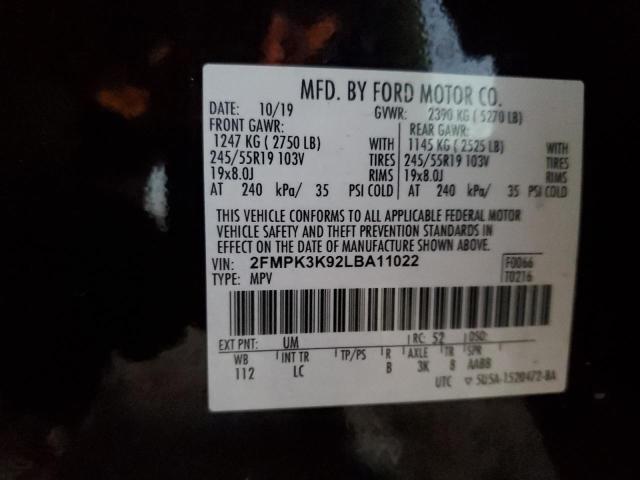 MFD. BY FORD MOTOR CO.
DATE: 10/19 GVWR: 2390 KG ( 5270 LB)
FRONT GAWR: REAR GAWR:
1247 KG ( 2750 LB) WITH 1145 KG ( 2525 LB) WITH
245/55R19 103V TIRES 245/55R19 103V TIRES
19x8.0J RIMS 19x8.0J RIMS
AT 240 kPa/ 35 PSI COLD AT 240 kPa/ 35 PSI COLD
THIS VEHICLE CONFORMS TO ALL APPLICABLE FEDERAL MOTOR
VEHICLE SAFETY AND THEFT PREVENTION STANDARDS IN
EFFECT ON THE DATE OF MANUFACTURE SHOWN ABOVE.
VIN: 2FMPK3K92LBA11022 F0066
TYPE: MPV T0216
EXT PNT: UM RC: 52 DSO:
WB INT TR TP/PS R AXLE TR SPR
112 LC B 3K 8 AABB
UTC ▽ 5U5A-1520472-BA